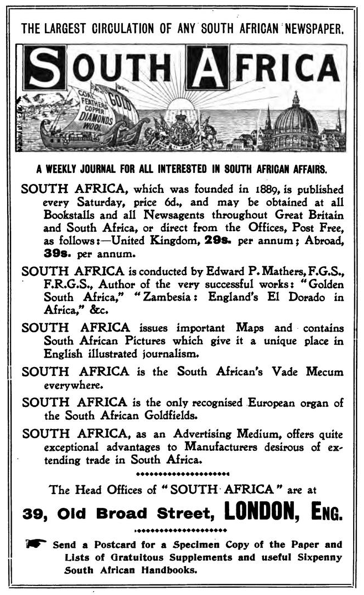 THE LARGEST CIRCULATION OF ANY SOUTH AFRICAN NEWSPAPER.
SOUTH AFRICA
GOLD
COAL
FEATHERS
COPPER
DIAMONDS
WOOL
A WEEKLY JOURNAL FOR ALL INTERESTED IN SOUTH AFRICAN AFFAIRS.
SOUTH AFRICA, which was founded in 1889, is published
every Saturday, price 6d., and may be obtained at all
Bookstalls and all Newsagents throughout Great Britain
and South Africa, or direct from the Offices, Post Free,
as follows:—United Kingdom, 29s. per annum; Abroad,
39s. per annum.
SOUTH AFRICA is conducted by Edward P. Mathers, F.G.S.,
F.R.G.S., Author of the very successful works: "Golden
South Africa," "Zambesia: England's El Dorado in
Africa," &c.
SOUTH AFRICA issues important Maps and contains
South African Pictures which give it a unique place in
English illustrated journalism.
SOUTH AFRICA is the South African's Vade Mecum
everywhere.
SOUTH AFRICA is the only recognised European organ of
the South African Goldfields.
SOUTH AFRICA, as an Advertising Medium, offers quite
exceptional advantages to Manufacturers desirous of ex-
tending trade in South Africa.
The Head Offices of "SOUTH AFRICA" are at
39, Old Broad Street, LONDON, ENG.
Send a Postcard for a Specimen Copy of the Paper and
Lists of Gratuitous Supplements and useful Sixpenny
South African Handbooks.